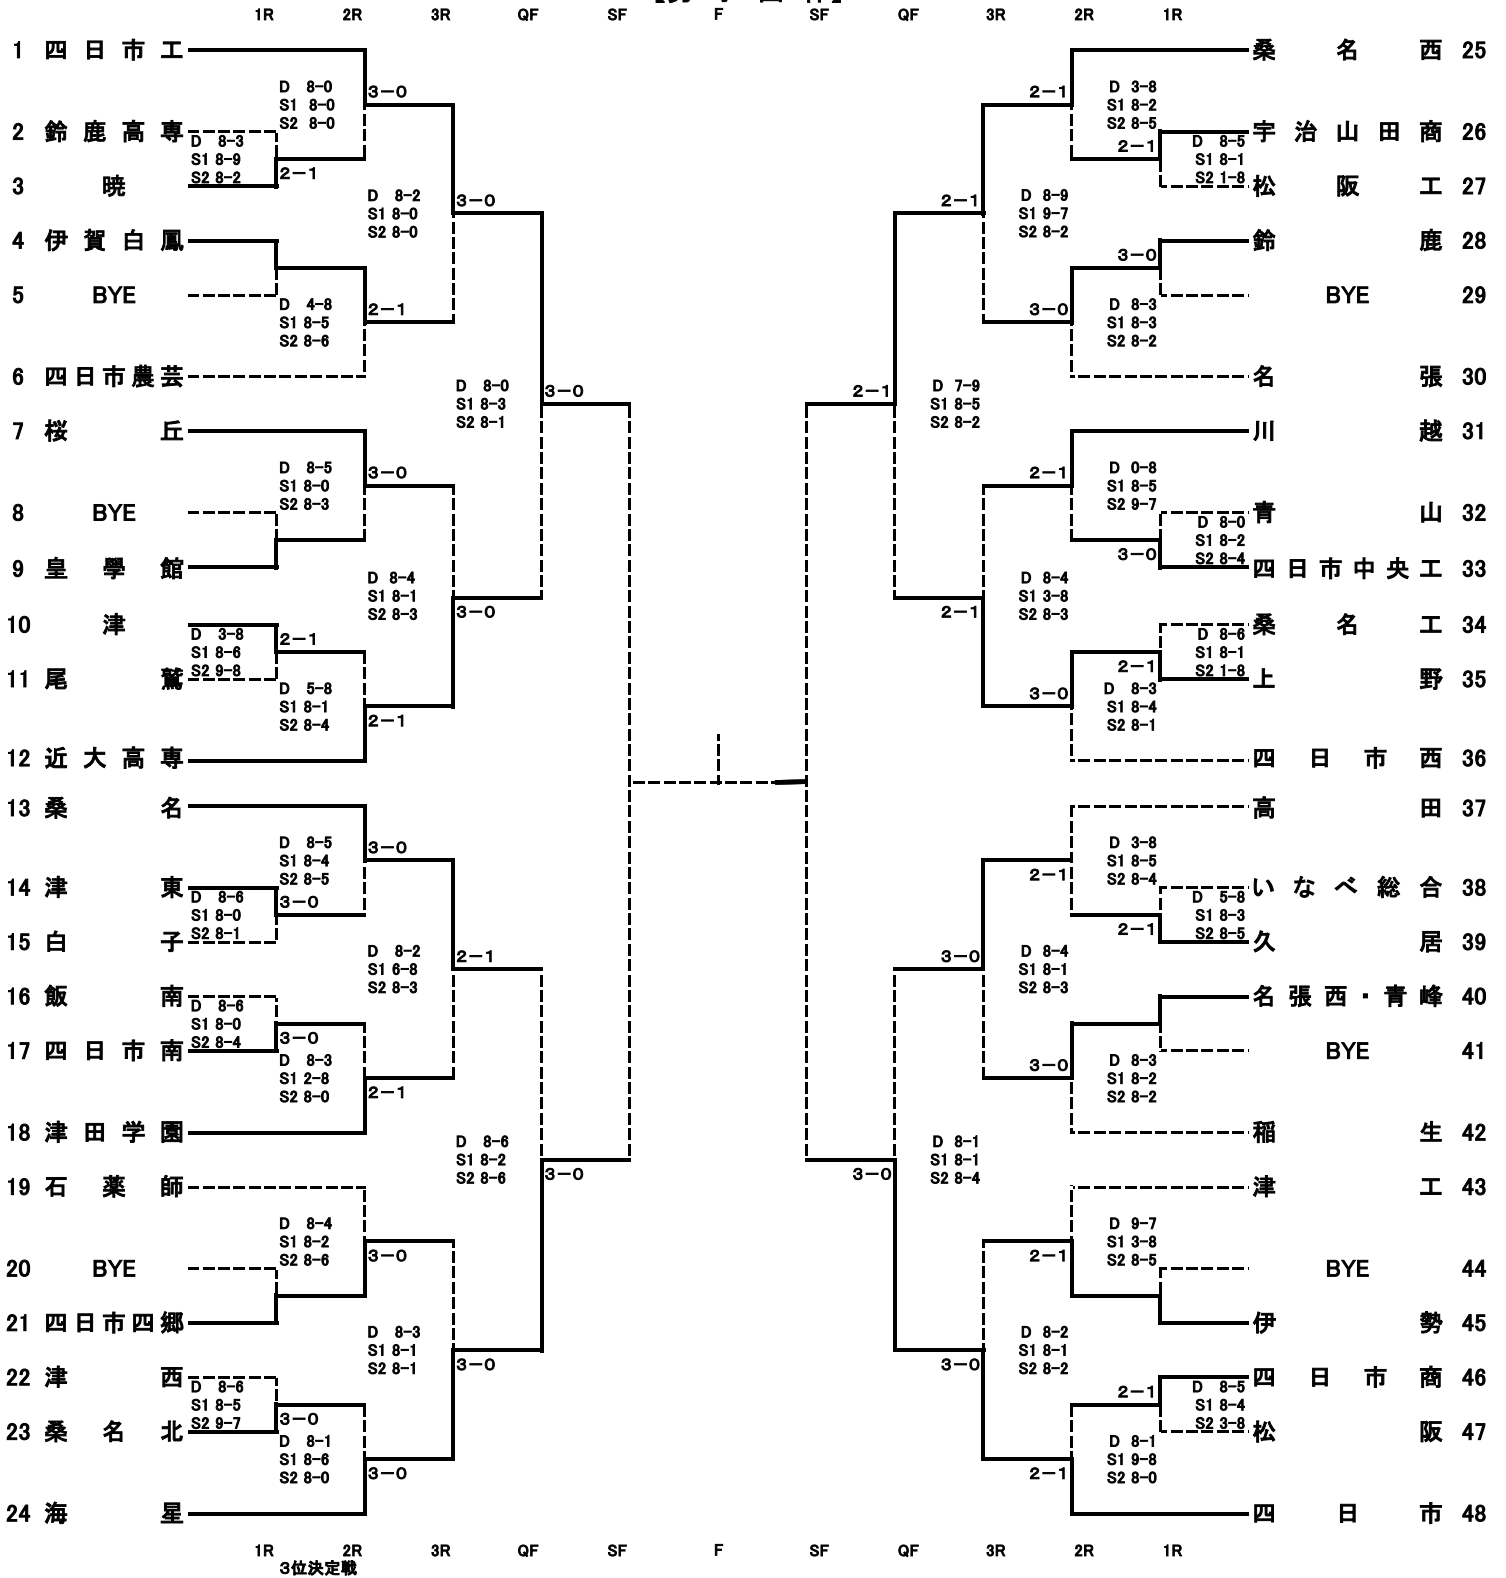 1R 2R 3R QF SF F SF QF 3R 2R 1R
1 四日市工
D 8-0
S1 8-0
S2 8-0
3-0
2 鈴鹿高専
D 8-3
S1 8-9
S2 8-2
2-1
3 暁
D 8-2
S1 8-0
S2 8-0
3-0
4 伊賀白鳳
5 BYE
D 4-8
S1 8-5
S2 8-6
2-1
6 四日市農芸
D 8-0
S1 8-3
S2 8-1
3-0
7 桜丘
D 8-5
S1 8-0
S2 8-3
3-0
8 BYE
9 皇學館
D 8-4
S1 8-1
S2 8-3
3-0
10 津
D 3-8
S1 8-6
S2 9-8
2-1
11 尾鷲
D 5-8
S1 8-1
S2 8-4
2-1
12 近大高専
13 桑名
D 8-5
S1 8-4
S2 8-5
3-0
14 津東
D 8-6
S1 8-0
S2 8-1
3-0
15 白子
D 8-2
S1 6-8
S2 8-3
2-1
16 飯南
D 8-6
S1 8-0
S2 8-4
3-0
17 四日市南
D 8-3
S1 2-8
S2 8-0
2-1
18 津田学園
D 8-6
S1 8-2
S2 8-6
3-0
19 石薬師
D 8-4
S1 8-2
S2 8-6
3-0
20 BYE
21 四日市四郷
D 8-3
S1 8-1
S2 8-1
3-0
22 津西
D 8-6
S1 8-5
S2 9-7
3-0
23 桑名北
D 8-1
S1 8-6
S2 8-0
3-0
24 海星
桑名西 25
2-1
D 3-8
S1 8-2
S2 8-5
宇治山田商 26
2-1
D 8-5
S1 8-1
S2 1-8
松阪工 27
2-1
D 8-9
S1 9-7
S2 8-2
鈴鹿 28
3-0
BYE 29
3-0
D 8-3
S1 8-3
S2 8-2
名張 30
2-1
D 7-9
S1 8-5
S2 8-2
川越 31
2-1
D 0-8
S1 8-5
S2 9-7
青山 32
3-0
D 8-0
S1 8-2
S2 8-4
四日市中央工 33
2-1
D 8-4
S1 3-8
S2 8-3
桑名工 34
2-1
D 8-6
S1 8-1
S2 1-8
上野 35
3-0
D 8-3
S1 8-4
S2 8-1
四日市西 36
高田 37
2-1
D 3-8
S1 8-5
S2 8-4
いなべ総合 38
2-1
D 5-8
S1 8-3
S2 8-5
久居 39
3-0
D 8-4
S1 8-1
S2 8-3
名張西・青峰 40
BYE 41
3-0
D 8-3
S1 8-2
S2 8-2
稲生 42
3-0
D 8-1
S1 8-1
S2 8-4
津工 43
2-1
D 9-7
S1 3-8
S2 8-5
BYE 44
伊勢 45
3-0
D 8-2
S1 8-1
S2 8-2
四日市商 46
2-1
D 8-5
S1 8-4
S2 3-8
松阪 47
2-1
D 8-1
S1 9-8
S2 8-0
四日市 48
1R 2R 3R QF SF F SF QF 3R 2R 1R
3位決定戦